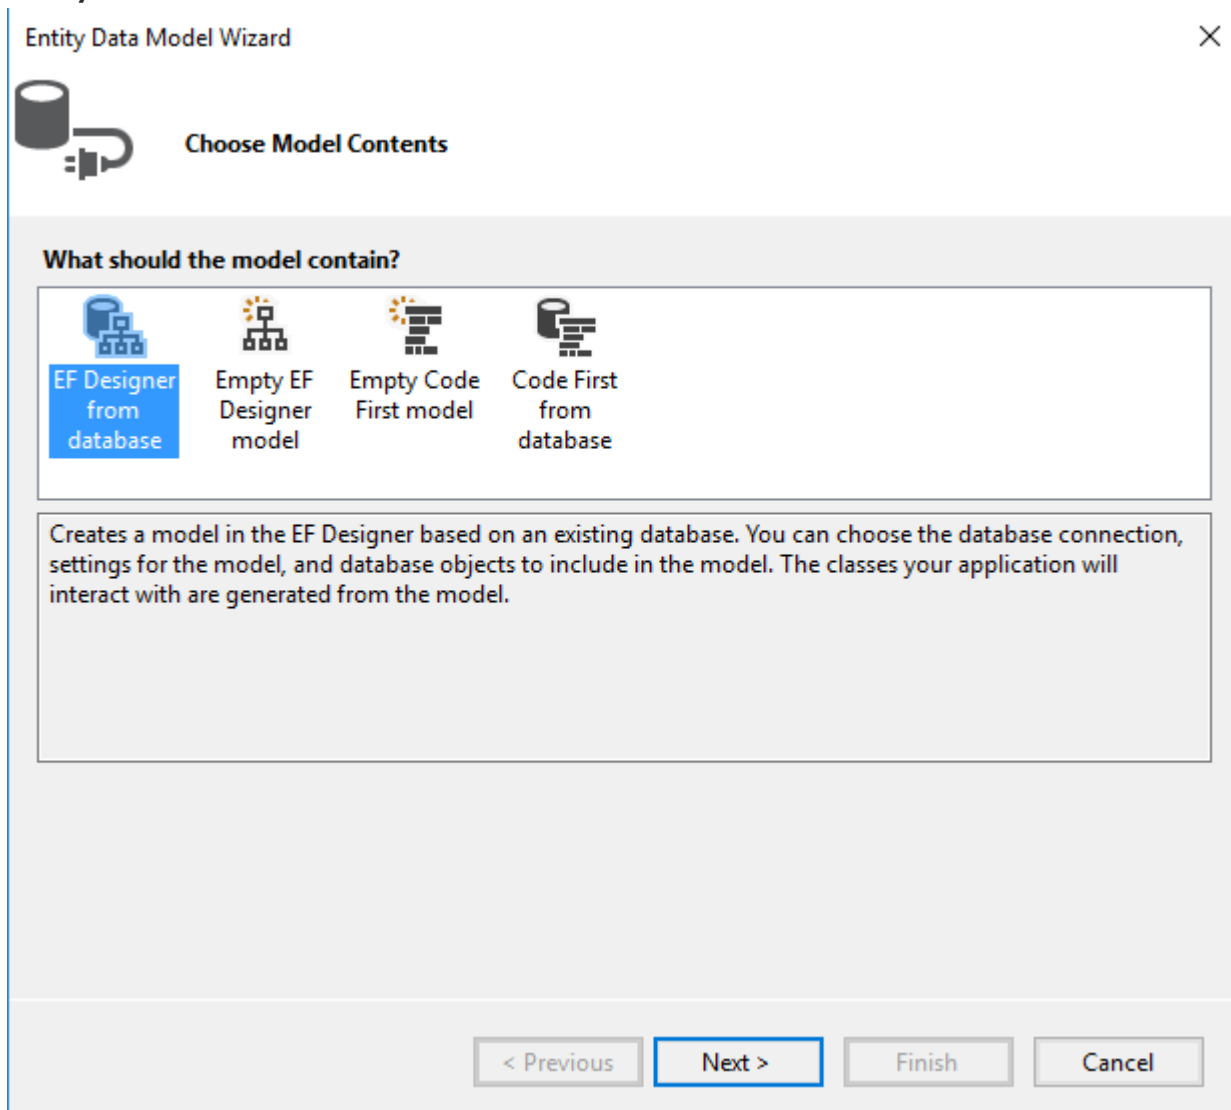 Entity Data Model Wizard
Choose Model Contents
What should the model contain?
EF Designer
from
database
Empty EF
Designer
model
Empty Code
First model
Code First
from
database
Creates a model in the EF Designer based on an existing database. You can choose the database connection,
settings for the model, and database objects to include in the model. The classes your application will
interact with are generated from the model.
< Previous
Next >
Finish
Cancel